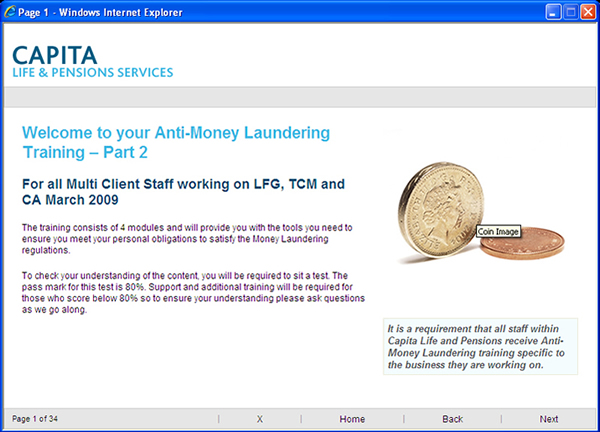 Page 1 - Windows Internet Explorer
CAPITA
LIFE & PENSIONS SERVICES
Welcome to your Anti-Money Laundering
Training – Part 2
For all Multi Client Staff working on LFG, TCM and
CA March 2009
The training consists of 4 modules and will provide you with the tools you need to
ensure you meet your personal obligations to satisfy the Money Laundering
regulations.
To check your understanding of the content, you will be required to sit a test. The
pass mark for this test is 80%. Support and additional training will be required for
those who score below 80% so to ensure your understanding please ask questions
as we go along.
Coin Image
It is a requirement that all staff within
Capita Life and Pensions receive Anti-
Money Laundering training specific to
the business they are working on.
Page 1 of 34 | X | Home | Back | Next